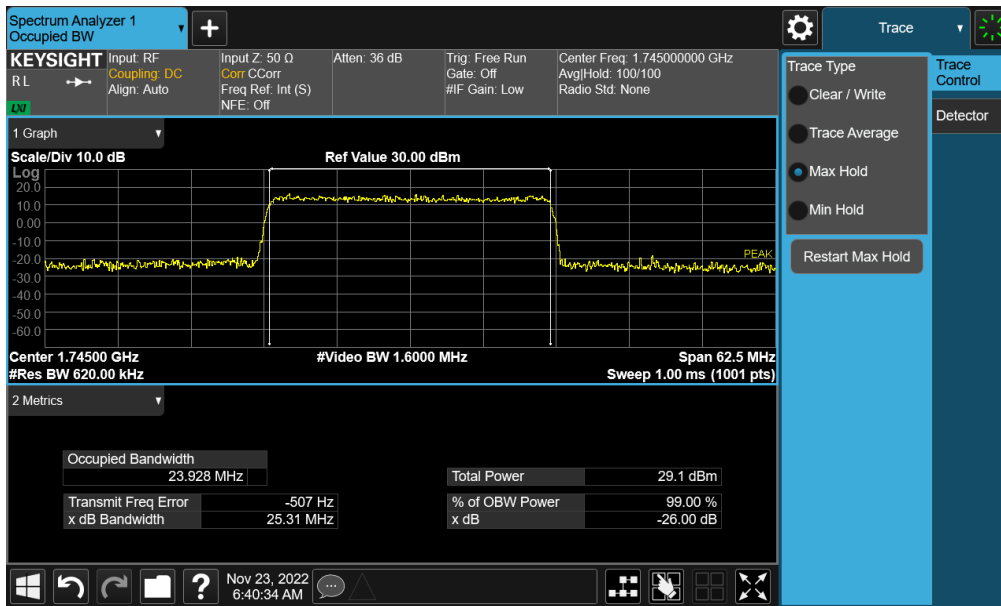 Spectrum Analyzer 1
Occupied BW
+
Trace
KEYSIGHT
RL
LXI
Input: RF
Coupling: DC
Align: Auto
Input Z: 50 Ω
Corr CCorr
Freq Ref: Int (S)
NFE: Off
Atten: 36 dB
Trig: Free Run
Gate: Off
#IF Gain: Low
Center Freq: 1.745000000 GHz
Avg|Hold: 100/100
Radio Std: None
1 Graph
Scale/Div 10.0 dB
Ref Value 30.00 dBm
Log
20.0
10.0
0.00
-10.0
-20.0
-30.0
-40.0
-50.0
-60.0
PEAK
Center 1.74500 GHz
#Video BW 1.6000 MHz
Span 62.5 MHz
#Res BW 620.00 kHz
Sweep 1.00 ms (1001 pts)
2 Metrics
Occupied Bandwidth
23.928 MHz
Total Power 29.1 dBm
Transmit Freq Error -507 Hz
% of OBW Power 99.00 %
x dB Bandwidth 25.31 MHz
x dB -26.00 dB
Trace Type
Clear / Write
Trace Average
Max Hold
Min Hold
Restart Max Hold
Trace
Control
Detector
?
Nov 23, 2022
6:40:34 AM